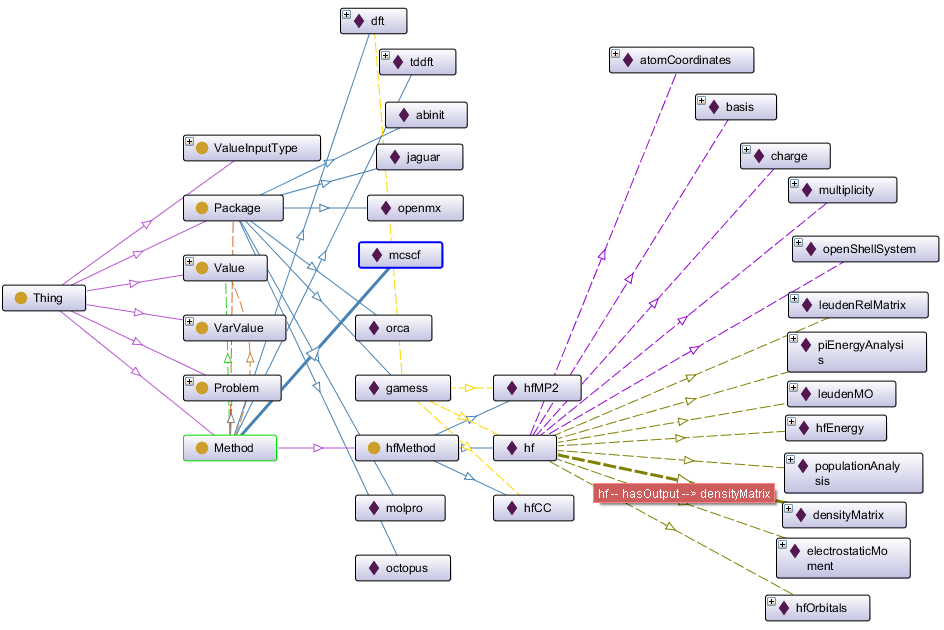 dft
tddft
abinit
jaguar
openmx
mcscf
orca
gamess
hfMethod
molpro
octopus
ValueInputType
Package
Value
VarValue
Problem
Method
Thing
hfMP2
hf
hfCC
atomCoordinates
basis
charge
multiplicity
openShellSystem
leudenRelMatrix
piEnergyAnalysi
s
leudenMO
hfEnergy
populationAnaly
sis
hf -- hasOutput --> densityMatrix
densityMatrix
electrostaticMo
ment
hfOrbitals